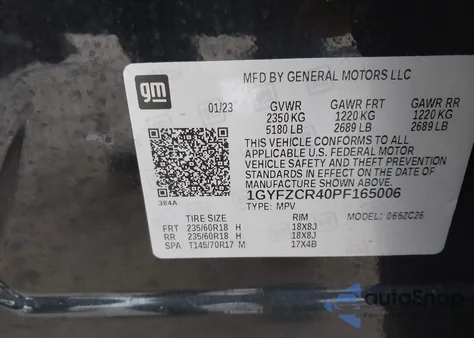 MFD BY GENERAL MOTORS LLC
gm
01/23 GVWR GAWR FRT GAWR RR
2350 KG 1220 KG 1220 KG
5180 LB 2689 LB 2689 LB
THIS VEHICLE CONFORMS TO ALL
APPLICABLE U.S. FEDERAL MOTOR
VEHICLE SAFETY AND THEFT PREVENTION
STANDARDS IN EFFECT ON THE DATE OF
MANUFACTURE SHOWN ABOVE.
1GYFZCR40PF165006
384A
TYPE: MPV MODEL: 06SZC26
TIRE SIZE RIM
FRT 235/60R18 H 18X8J
RR 235/60R18 H 18X8J
SPA T145/70R17 M 17X4B
autoSnap